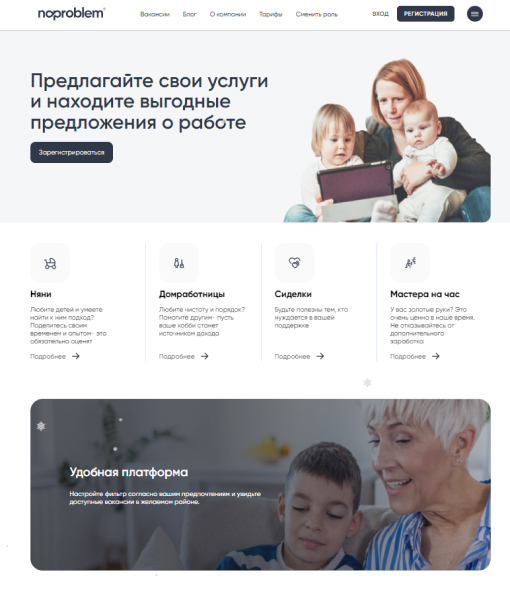 noproblem
Вакансии Блог О компании Тарифы Сменить роль ВХОД РЕГИСТРАЦИЯ
Предлагайте свои услуги
и находите выгодные
предложения о работе
Зарегистрироваться
Няни
Любите детей и умеете
найти к ним подход?
Поделитесь своим
временем и опытом- это
обязательно оценят
Подробнее
Домработницы
Любите чистоту и порядок?
Помогите другим- пусть
ваше хобби станет
источником дохода
Подробнее
Сиделки
Будьте полезны тем, кто
нуждается в вашей
поддержке
Подробнее
Мастера на час
У вас золотые руки? Это
очень ценно в наше время.
Не отказывайтесь от
дополнительного
заработка
Подробнее
Удобная платформа
Настройте фильтр согласно вашим предпочтениям и увидьте
доступные вакансии в желаемом районе.